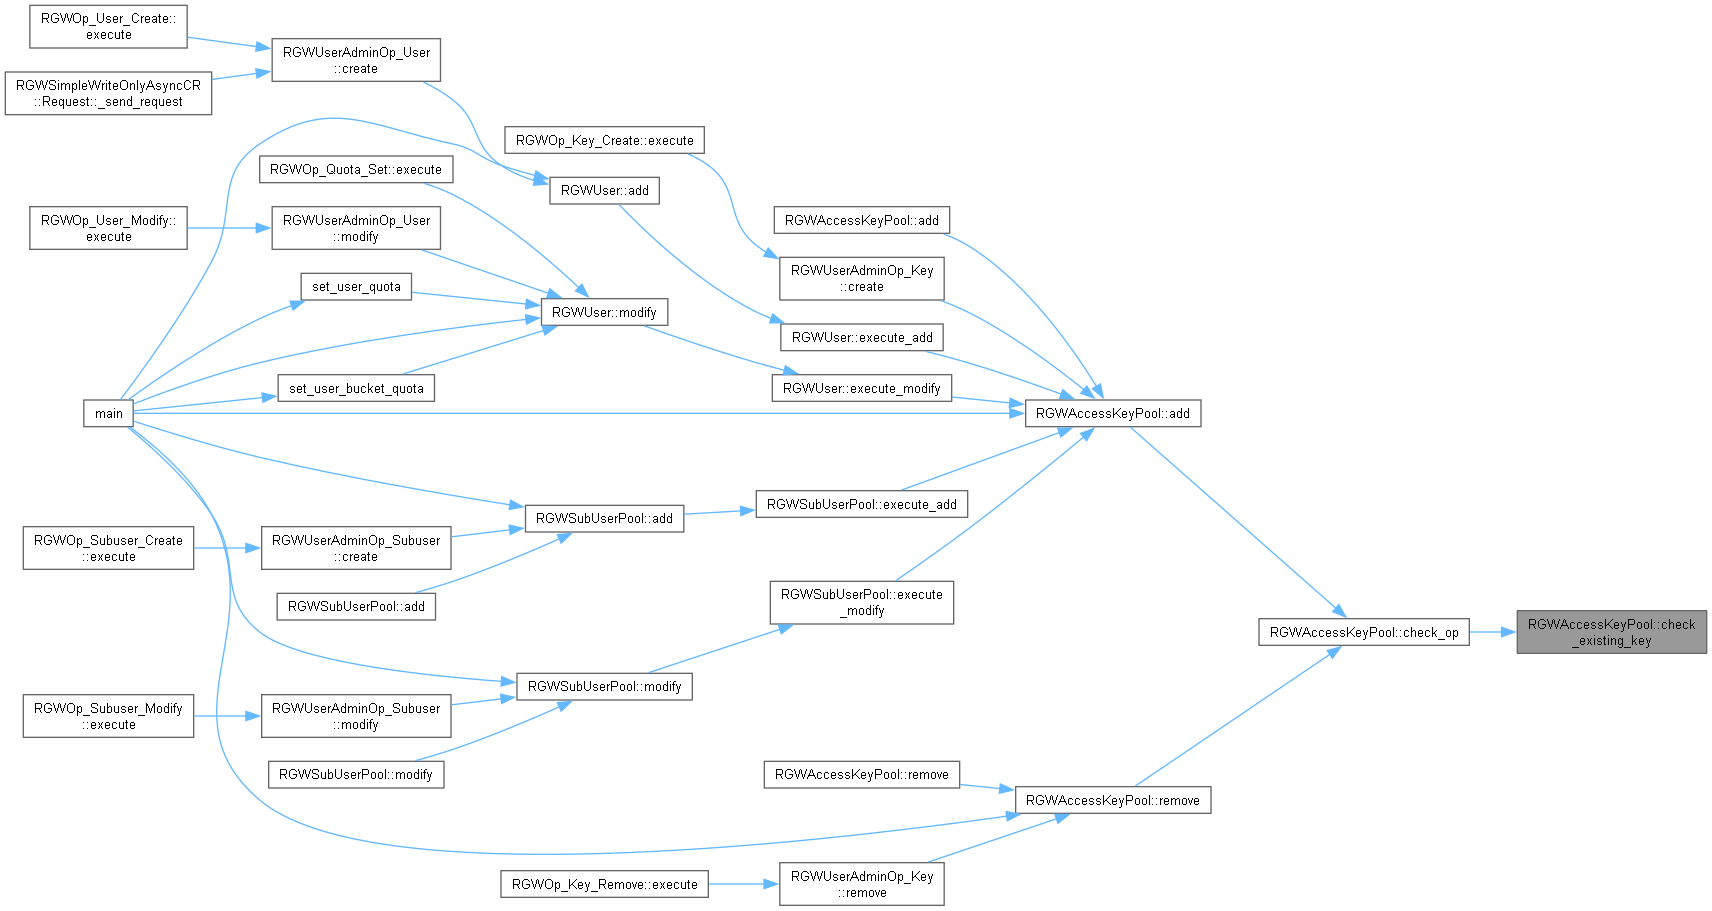 RGWOp_User_Create::
execute
RGWSimpleWriteOnlyAsyncCR
::Request::_send_request
RGWUserAdminOp_User
::create
RGWOp_Key_Create::execute
RGWOp_Quota_Set::execute
RGWUser::add
RGWOp_User_Modify::
execute
RGWUserAdminOp_User
::modify
RGWAccessKeyPool::add
RGWUserAdminOp_Key
::create
set_user_quota
RGWUser::modify
RGWUser::execute_add
set_user_bucket_quota
RGWUser::execute_modify
main
RGWAccessKeyPool::add
RGWSubUserPool::execute_add
RGWSubUserPool::add
RGWOp_Subuser_Create
::execute
RGWUserAdminOp_Subuser
::create
RGWSubUserPool::add
RGWSubUserPool::execute
_modify
RGWAccessKeyPool::check_op
RGWAccessKeyPool::check
_existing_key
RGWSubUserPool::modify
RGWOp_Subuser_Modify
::execute
RGWUserAdminOp_Subuser
::modify
RGWSubUserPool::modify
RGWAccessKeyPool::remove
RGWAccessKeyPool::remove
RGWOp_Key_Remove::execute
RGWUserAdminOp_Key
::remove